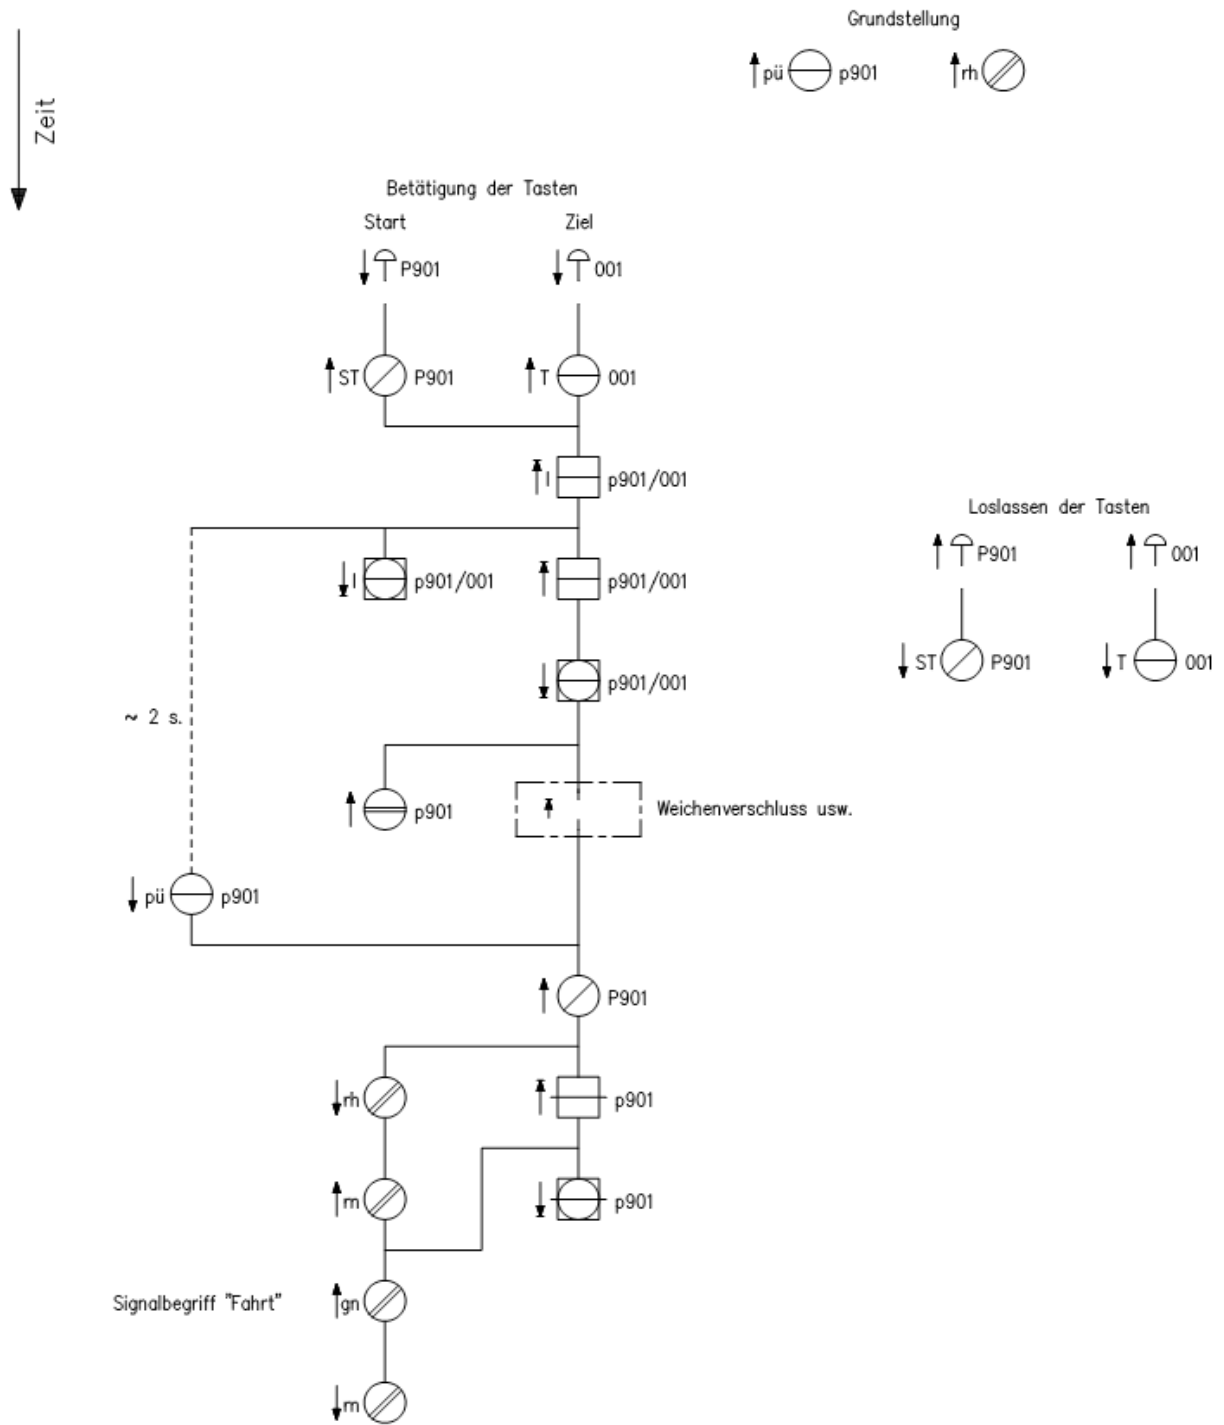 Grundstellung
pü p901 rh
Zeit
Betätigung der Tasten
Start Ziel
P901 001
ST P901 T 001
l p901/001
Loslassen der Tasten
P901 001
l p901/001 p901/001
ST P901 T 001
p901/001
~ 2 s.
p901 Weichenverschluss usw.
pü p901
P901
rh p901
m p901
Signalbegriff "Fahrt" gn
m